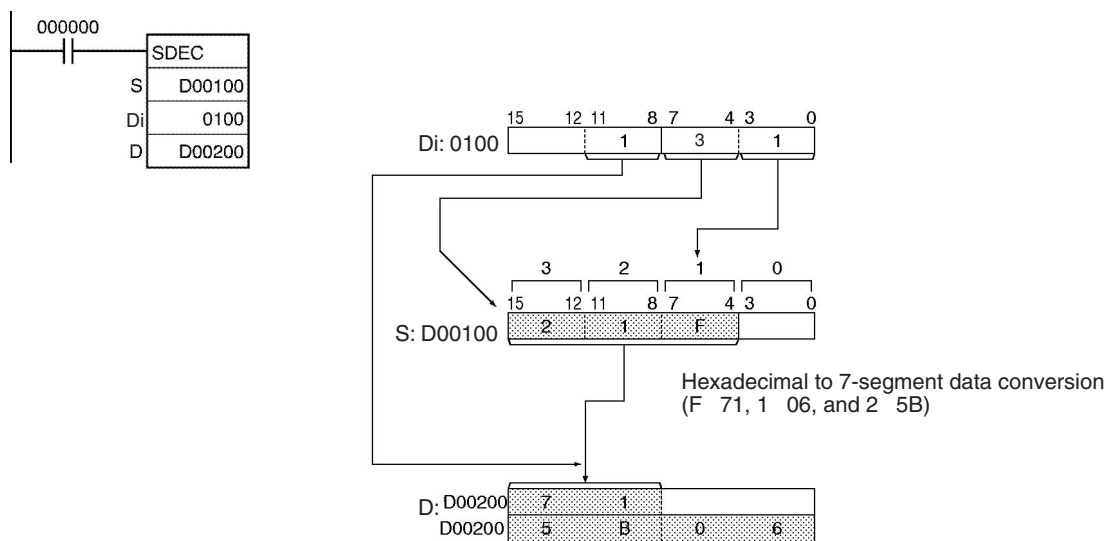 000000
SDEC
S D00100
Di 0100
D D00200
15 12 11 8 7 4 3 0
Di: 0100 1 3 1
3 2 1 0
15 12 11 8 7 4 3 0
S: D00100 2 1 F
Hexadecimal to 7-segment data conversion
(F 71, 1 06, and 2 5B)
D: D00200 7 1
D00200 5 B 0 6